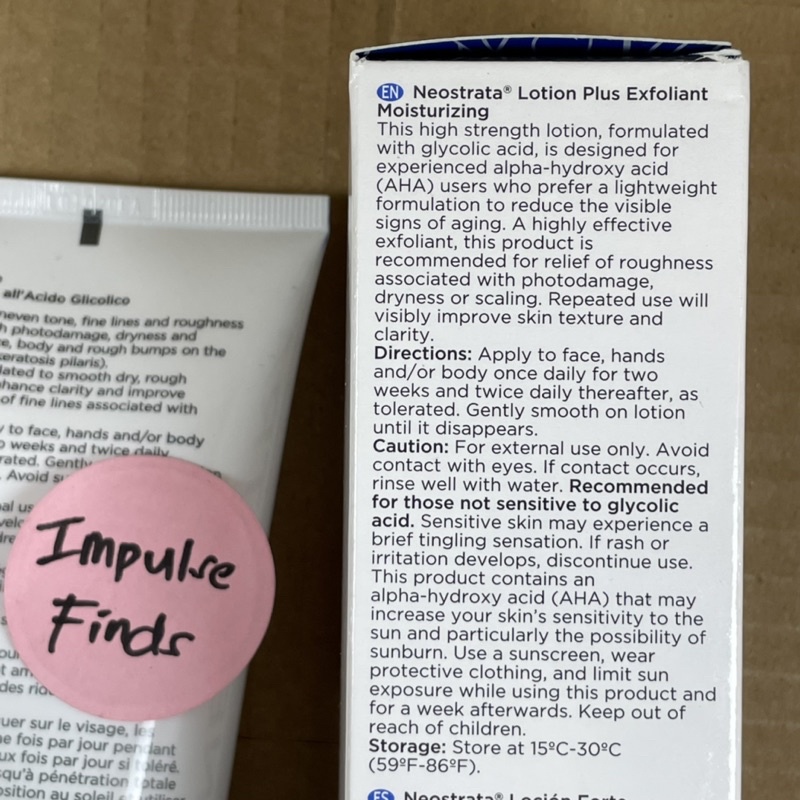 EN Neostrata® Lotion Plus Exfoliant
Moisturizing
This high strength lotion, formulated
with glycolic acid, is designed for
experienced alpha-hydroxy acid
(AHA) users who prefer a lightweight
formulation to reduce the visible
signs of aging. A highly effective
exfoliant, this product is
recommended for relief of roughness
associated with photodamage,
dryness or scaling. Repeated use will
visibly improve skin texture and
clarity.
Directions: Apply to face, hands
and/or body once daily for two
weeks and twice daily thereafter, as
tolerated. Gently smooth on lotion
until it disappears.
Caution: For external use only. Avoid
contact with eyes. If contact occurs,
rinse well with water. Recommended
for those not sensitive to glycolic
acid. Sensitive skin may experience a
brief tingling sensation. If rash or
irritation develops, discontinue use.
This product contains an
alpha-hydroxy acid (AHA) that may
increase your skin's sensitivity to the
sun and particularly the possibility of
sunburn. Use a sunscreen, wear
protective clothing, and limit sun
exposure while using this product and
for a week afterwards. Keep out of
reach of children.
Storage: Store at 15ºC-30ºC
(59ºF-86ºF).
ES Neostrata® Loción Forte
all'Acido Glicolico
tone, fine lines and roughness
photodamage, dryness and
body and rough bumps on the
pilaris).
to smooth dry, rough
clarity and improve
of fine lines associated with
to face, hands and/or body
weeks and twice daily
Gently
Avoid
Impulse
Finds
sur le visage, les
fois par jour pendant
fois par jour si toléré.
pénétration totale
au soleil